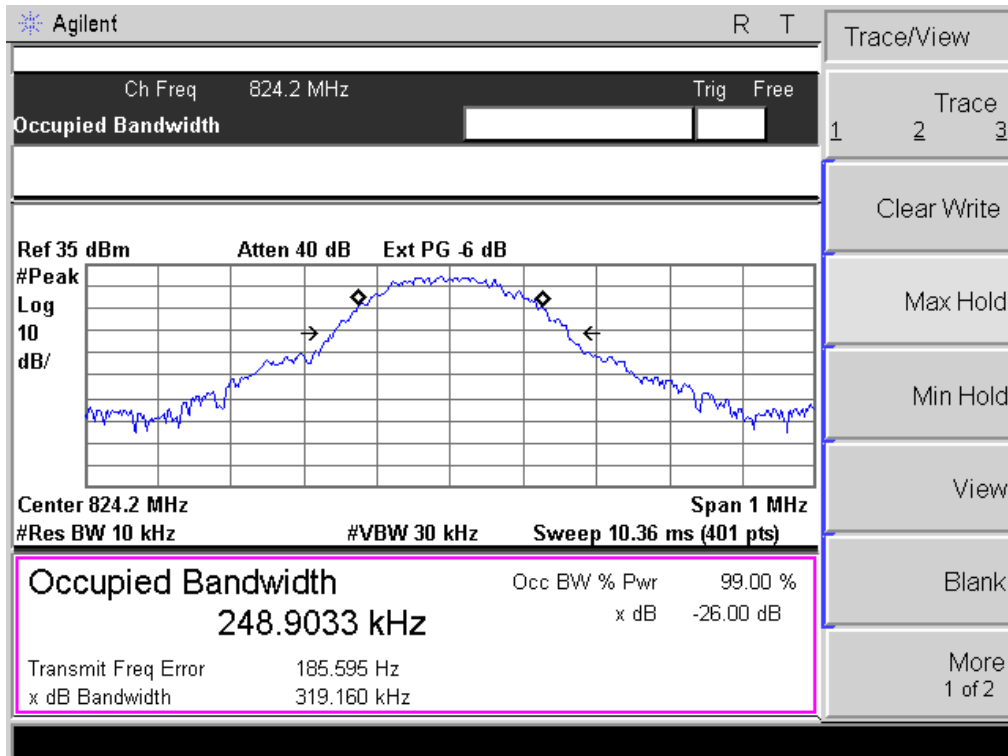 Agilent R T
Ch Freq 824.2 MHz Trig Free
Occupied Bandwidth
Ref 35 dBm Atten 40 dB Ext PG -6 dB
#Peak
Log
10
dB/
Center 824.2 MHz Span 1 MHz
#Res BW 10 kHz #VBW 30 kHz Sweep 10.36 ms (401 pts)
Occupied Bandwidth
248.9033 kHz
Occ BW % Pwr 99.00 %
x dB -26.00 dB
Transmit Freq Error 185.595 Hz
x dB Bandwidth 319.160 kHz
Trace/View
Trace
1 2 3
Clear Write
Max Hold
Min Hold
View
Blank
More
1 of 2